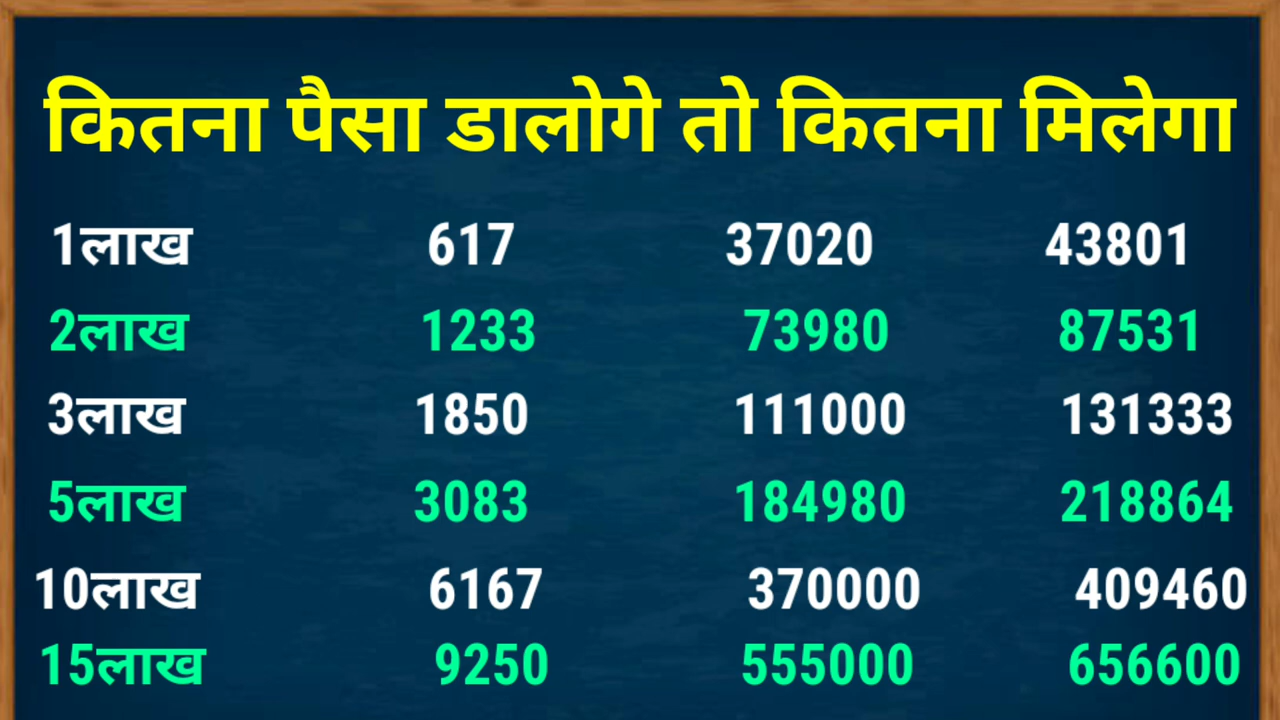 कितना पैसा डालोगे तो कितना मिलेगा
1लाख 617 37020 43801
2लाख 1233 73980 87531
3लाख 1850 111000 131333
5लाख 3083 184980 218864
10लाख 6167 370000 409460
15लाख 9250 555000 656600